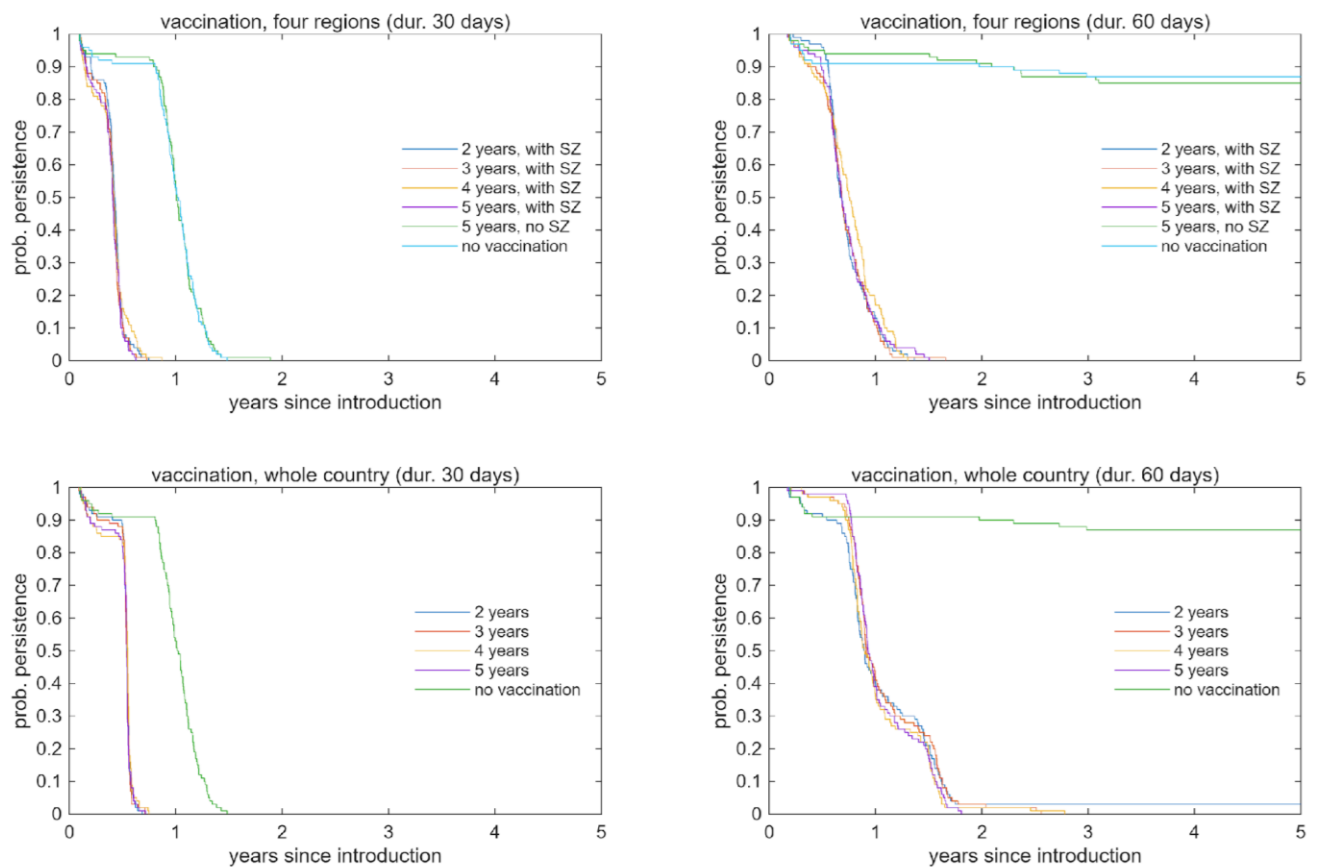 vaccination, four regions (dur. 30 days)
1
0.9
0.8
0.7
0.6
0.5
0.4
0.3
0.2
0.1
0
prob. persistence
2 years, with SZ
3 years, with SZ
4 years, with SZ
5 years, with SZ
5 years, no SZ
no vaccination
0 1 2 3 4 5
years since introduction
vaccination, four regions (dur. 60 days)
1
0.9
0.8
0.7
0.6
0.5
0.4
0.3
0.2
0.1
0
prob. persistence
2 years, with SZ
3 years, with SZ
4 years, with SZ
5 years, with SZ
5 years, no SZ
no vaccination
0 1 2 3 4 5
years since introduction
vaccination, whole country (dur. 30 days)
1
0.9
0.8
0.7
0.6
0.5
0.4
0.3
0.2
0.1
0
prob. persistence
2 years
3 years
4 years
5 years
no vaccination
0 1 2 3 4 5
years since introduction
vaccination, whole country (dur. 60 days)
1
0.9
0.8
0.7
0.6
0.5
0.4
0.3
0.2
0.1
0
prob. persistence
2 years
3 years
4 years
5 years
no vaccination
0 1 2 3 4 5
years since introduction